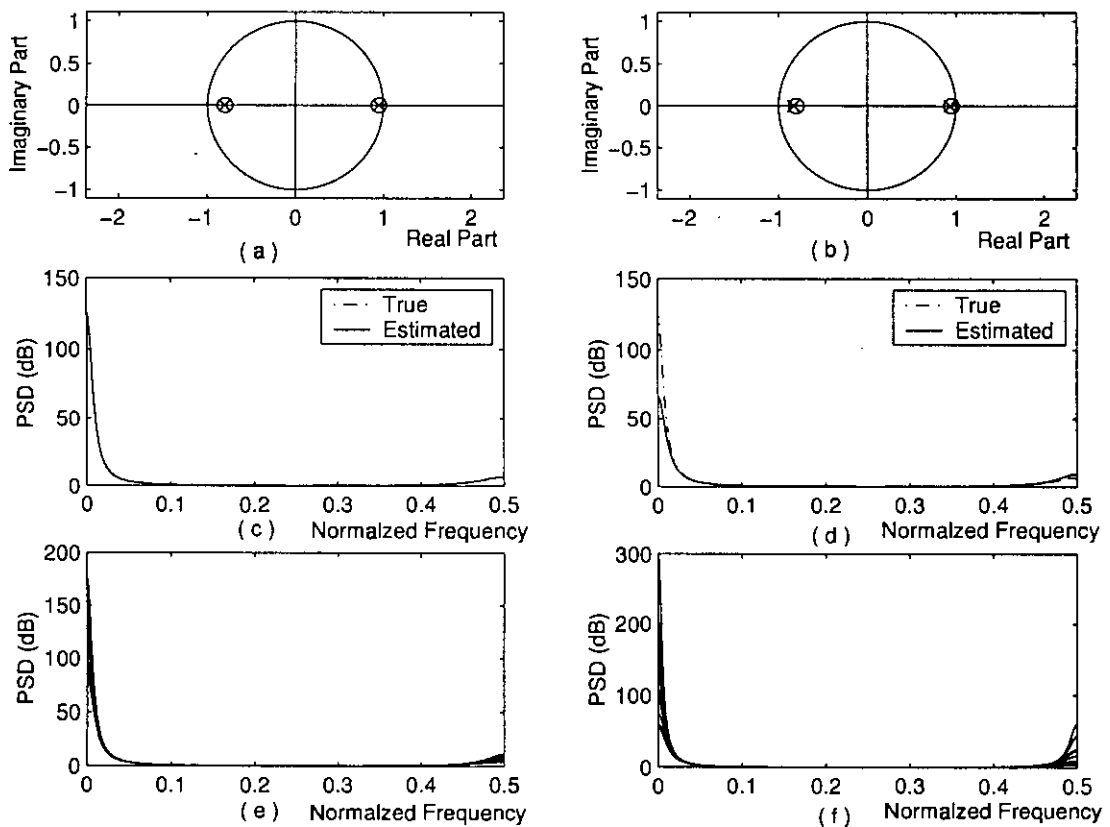 Imaginary Part
1
0.5
0
−0.5
−1
−2 −1 0 1 2
Real Part
( a )
Imaginary Part
1
0.5
0
−0.5
−1
−2 −1 0 1 2
Real Part
( b )
PSD (dB)
150
100
50
0
True
Estimated
0 0.1 0.2 0.3 0.4 0.5
( c ) Normalzed Frequency
PSD (dB)
150
100
50
0
True
Estimated
0 0.1 0.2 0.3 0.4 0.5
( d ) Normalzed Frequency
PSD (dB)
200
150
100
50
0
0 0.1 0.2 0.3 0.4 0.5
( e ) Normalzed Frequency
PSD (dB)
300
200
100
0
0 0.1 0.2 0.3 0.4 0.5
( f ) Normalzed Frequency